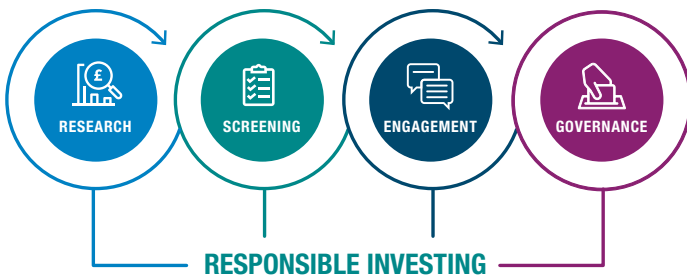 £
RESEARCH
SCREENING
ENGAGEMENT
GOVERNANCE
RESPONSIBLE INVESTING